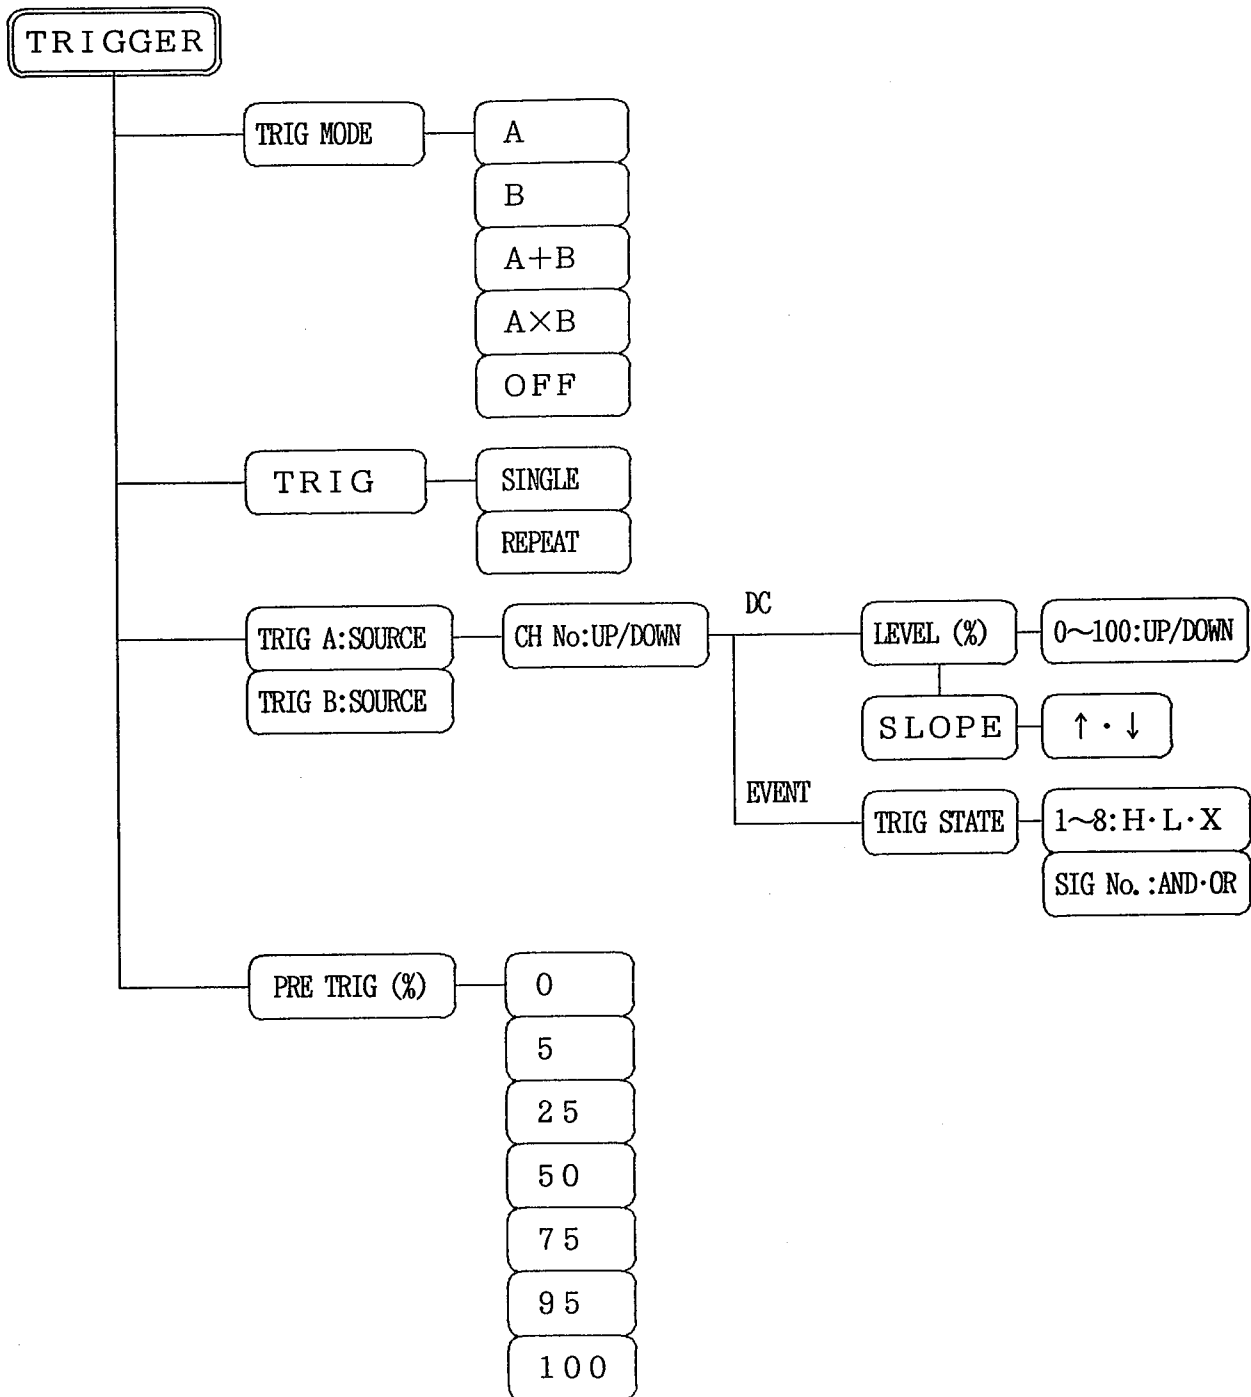 TRIGGER
TRIG MODE
A
B
A+B
A×B
OFF
TRIG
SINGLE
REPEAT
TRIG A:SOURCE
TRIG B:SOURCE
CH No:UP/DOWN
DC
LEVEL (%)
0~100:UP/DOWN
SLOPE
↑・↓
EVENT
TRIG STATE
1~8:H・L・X
SIG No.:AND・OR
PRE TRIG (%)
0
5
25
50
75
95
100